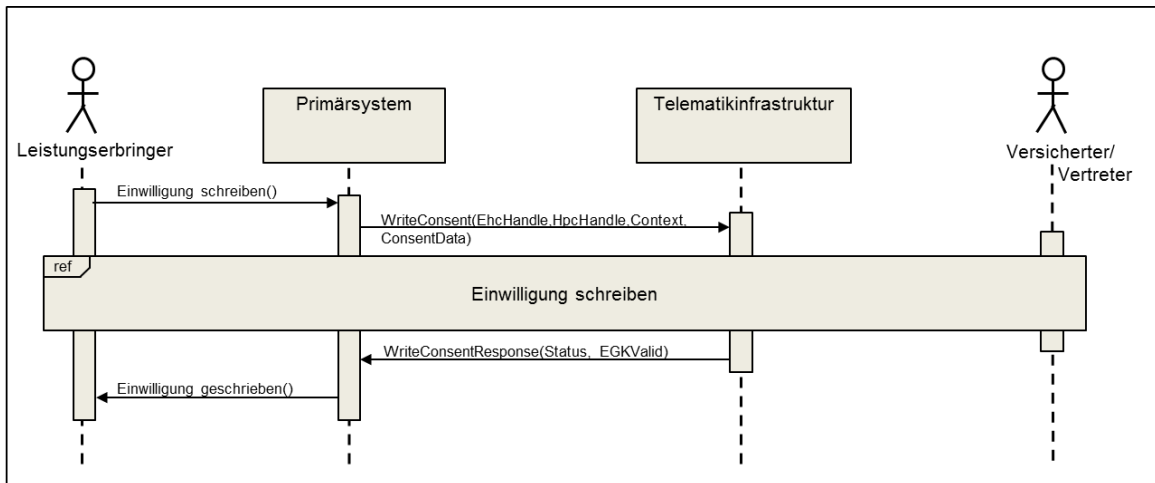 Primärsystem
Telematikinfrastruktur
Leistungserbringer
Versicherter/
Vertreter
Einwilligung schreiben()
WriteConsent(EhcHandle,HpcHandle,Context,
ConsentData)
ref
Einwilligung schreiben
WriteConsentResponse(Status, EGKValid)
Einwilligung geschrieben()